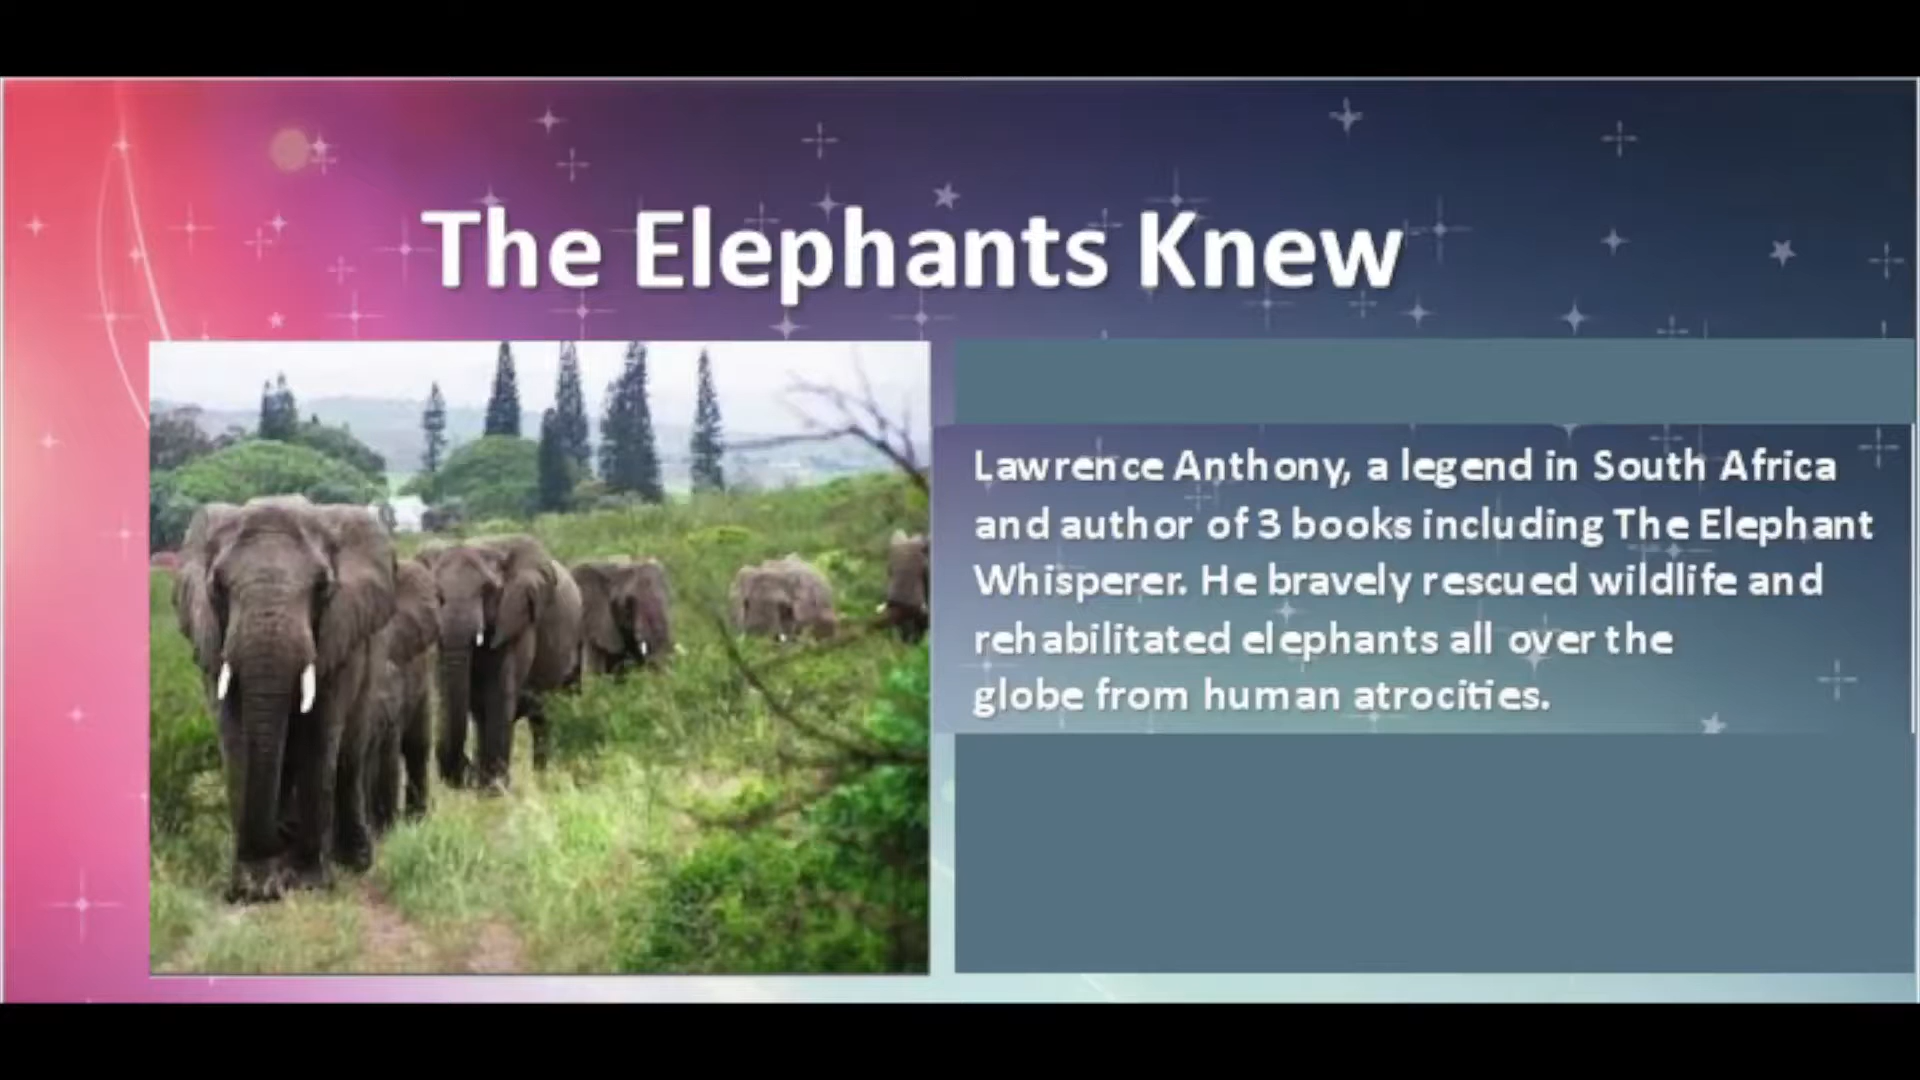 The Elephants Knew
Lawrence Anthony, a legend in South Africa
and author of 3 books including The Elephant
Whisperer. He bravely rescued wildlife and
rehabilitated elephants all over the
globe from human atrocities.